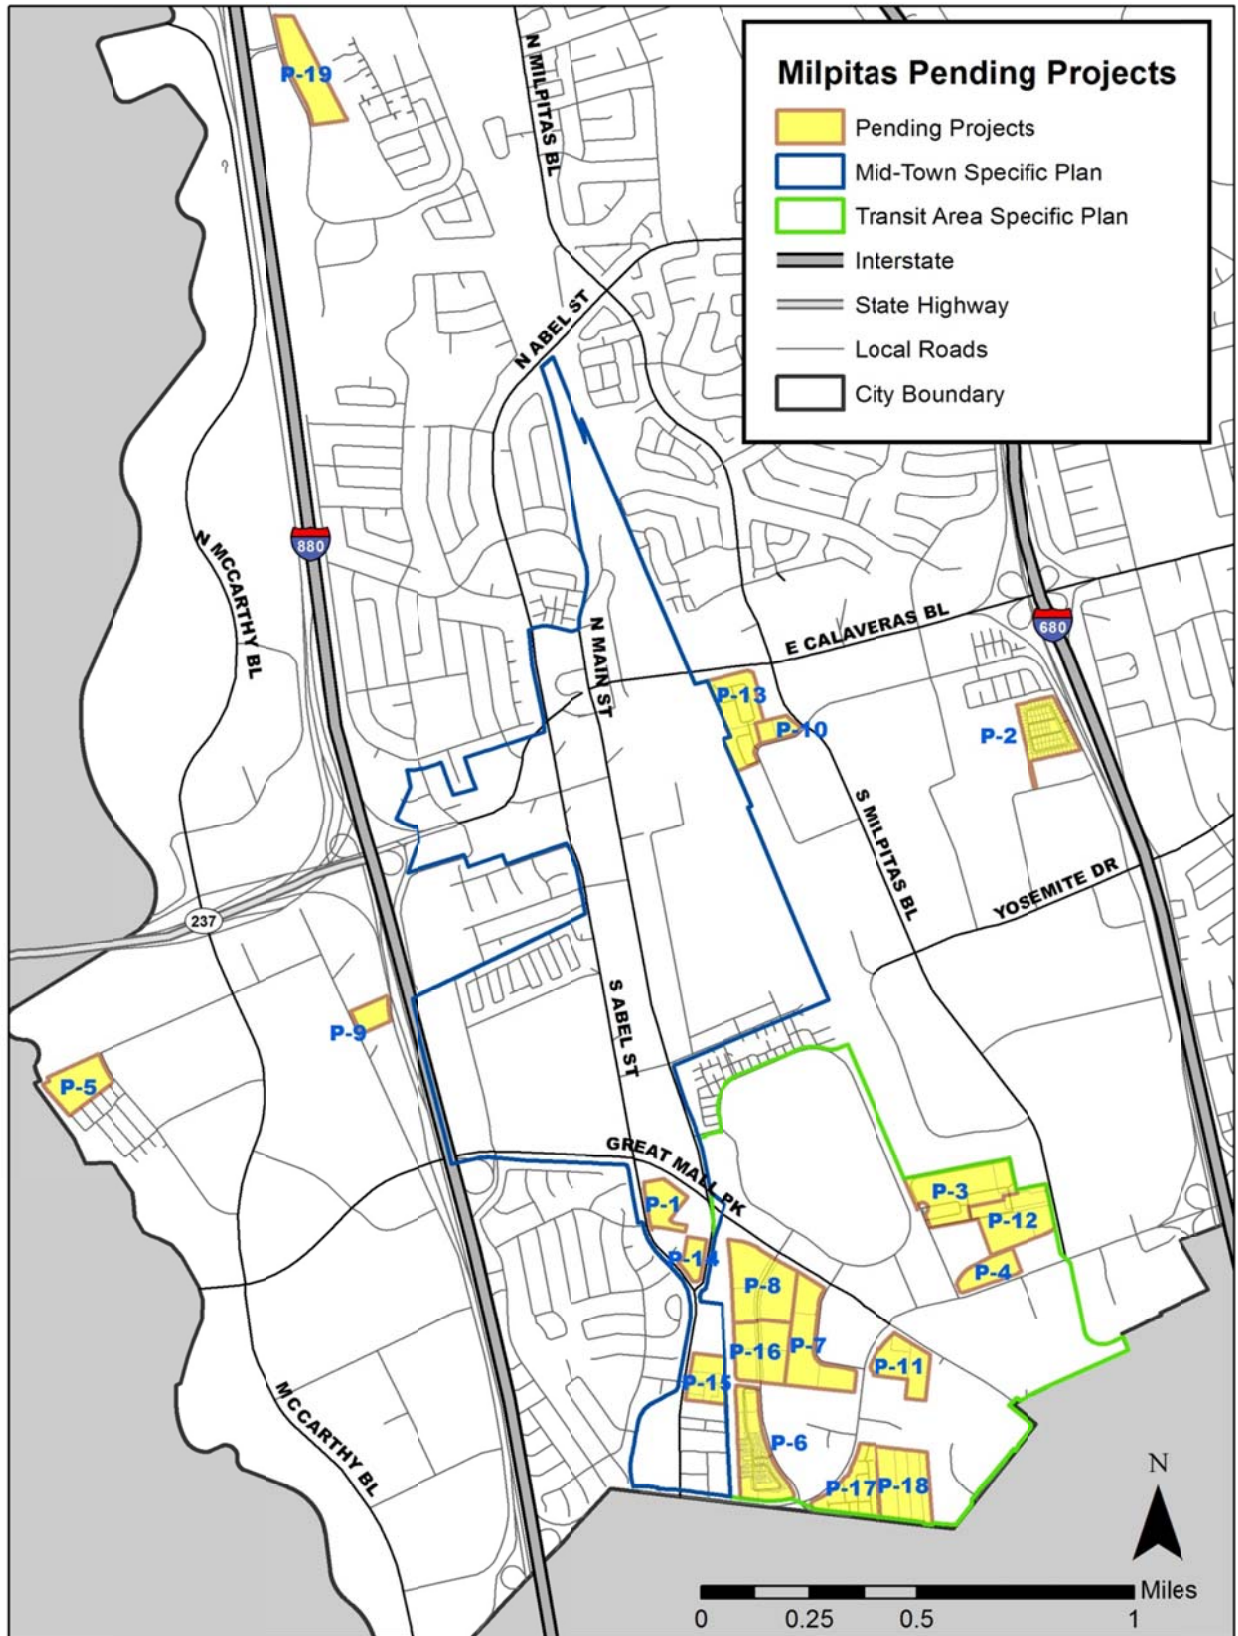 P-19
N MILPITAS BL
Milpitas Pending Projects
Pending Projects
Mid-Town Specific Plan
Transit Area Specific Plan
Interstate
State Highway
Local Roads
City Boundary
N ABEL ST
880
N MCCARTHY BL
N MAIN ST
E CALAVERAS BL
680
P-13
P-10
P-2
S MILPITAS BL
YOSEMITE DR
237
S ABEL ST
P-9
P-5
GREAT MALL PK
P-1
P-3
P-12
P-14
P-4
P-8
P-16
P-7
P-11
P-15
MCCARTHY BL
P-6
P-17
P-18
N
Miles
0
0.25
0.5
1